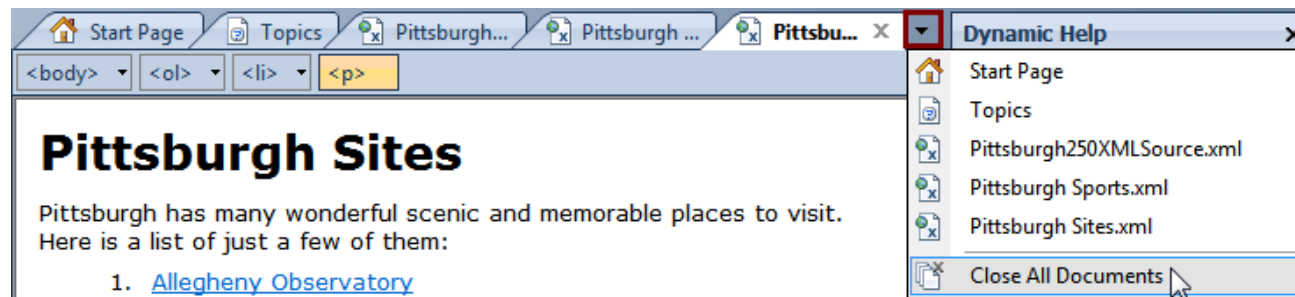 Start Page Topics Pittsburgh... Pittsburgh ... Pittsbu... X Dynamic Help
<body> <ol> <li> <p>
Start Page
Topics
Pittsburgh250XMLSource.xml
Pittsburgh Sports.xml
Pittsburgh Sites.xml
Close All Documents
Pittsburgh Sites
Pittsburgh has many wonderful scenic and memorable places to visit.
Here is a list of just a few of them:
1. Allegheny Observatory